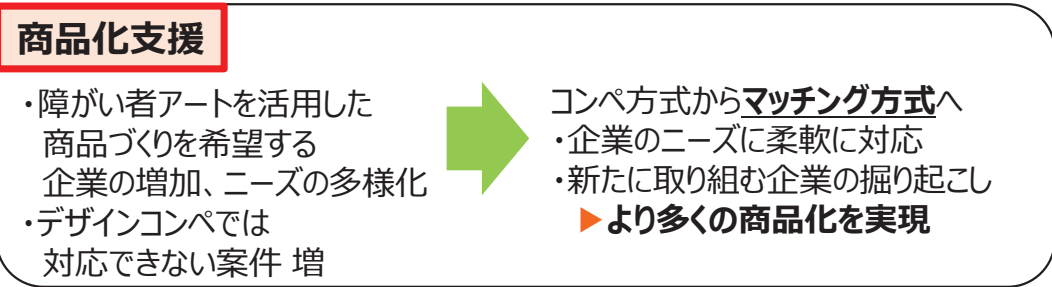 商品化支援
・障がい者アートを活用した
商品づくりを希望する
企業の増加、ニーズの多様化
・デザインコンペでは
対応できない案件 増
コンペ方式からマッチング方式へ
・企業のニーズに柔軟に対応
・新たに取り組む企業の掘り起こし
▶より多くの商品化を実現